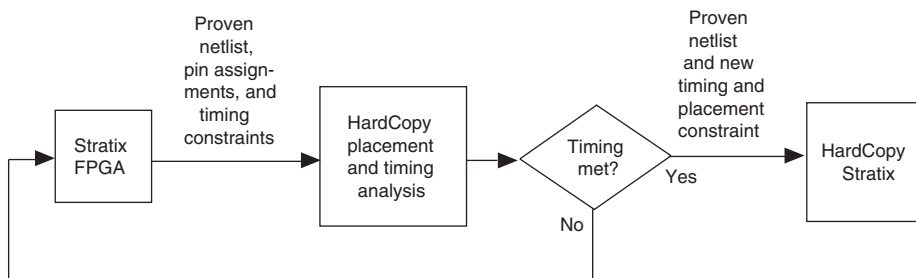 Proven
netlist,
pin assign-
ments, and
timing
constraints
Proven
netlist
and new
timing and
placement
constraint
Stratix
FPGA
HardCopy
placement
and timing
analysis
Timing
met?
Yes
No
HardCopy
Stratix